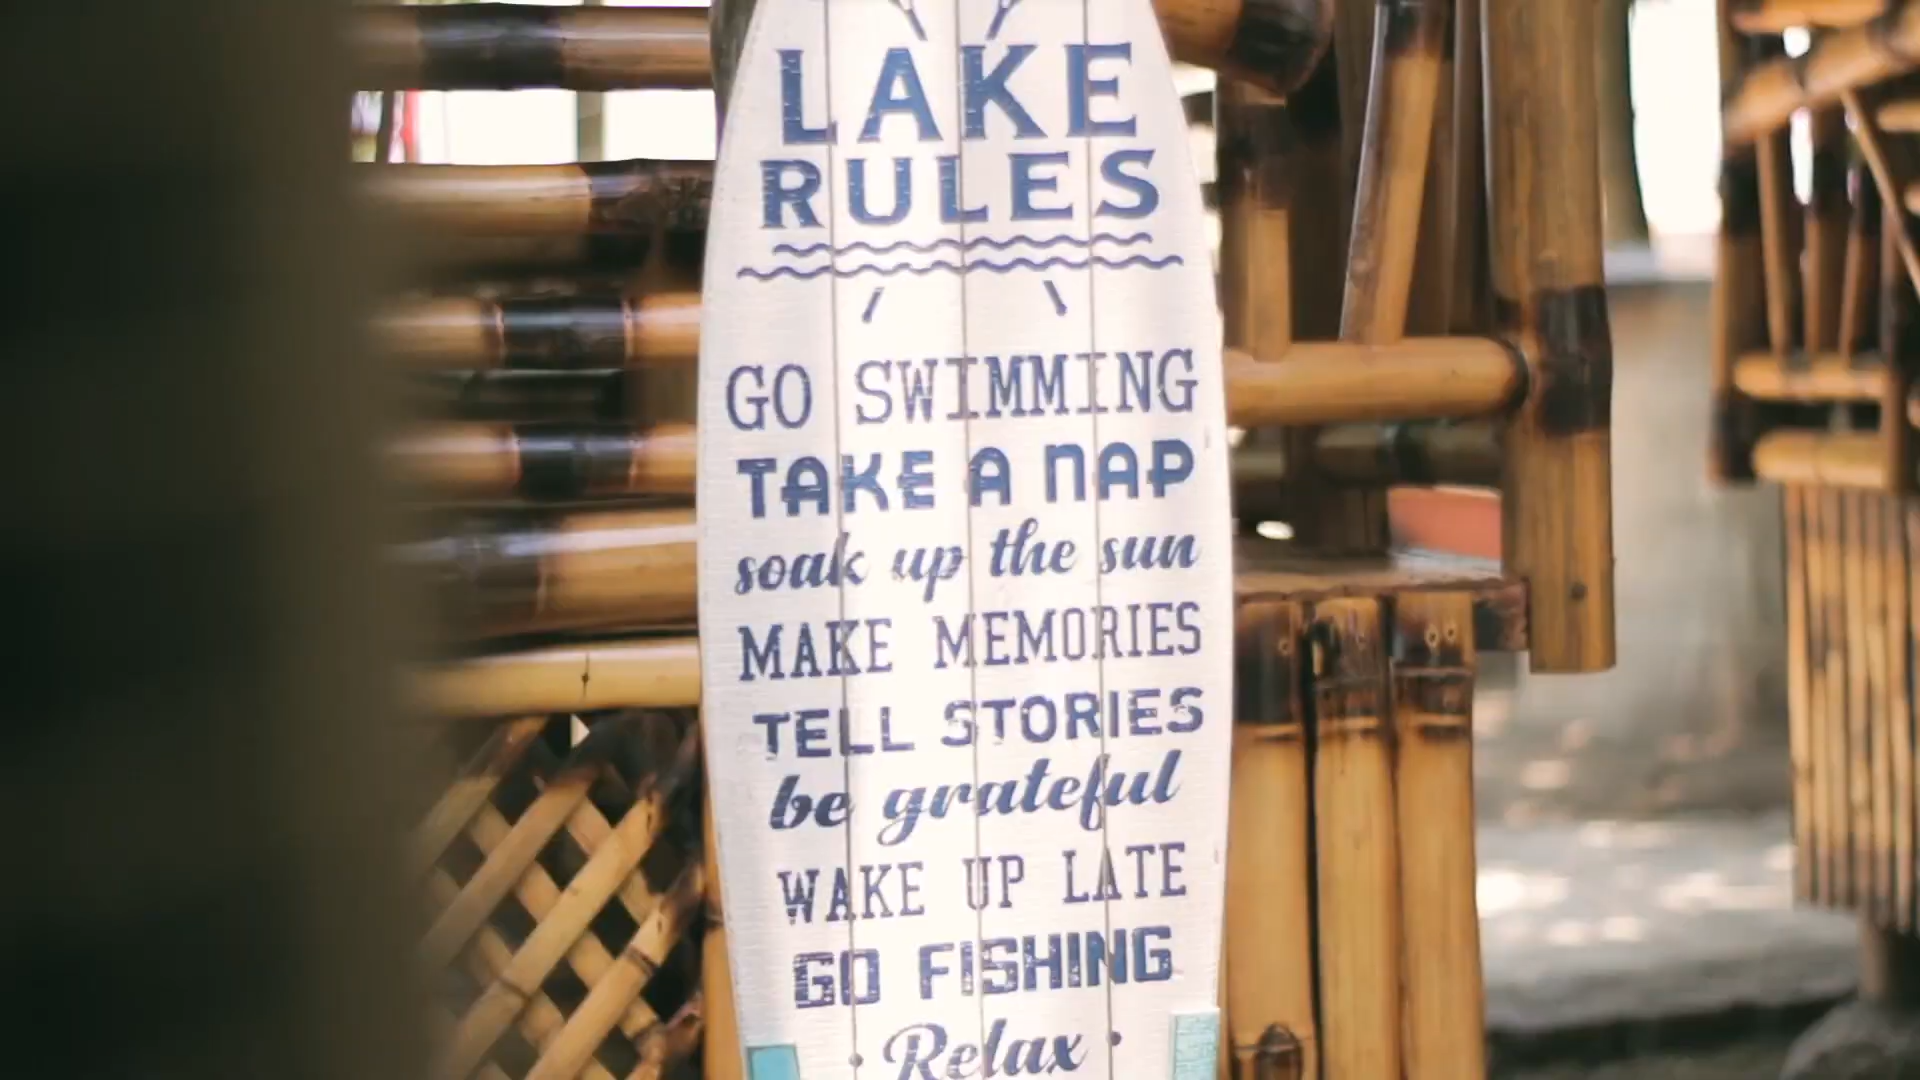 LAKE
RULES
GO SWIMMING
TAKE A NAP
soak up the sun
MAKE MEMORIES
TELL STORIES
be grateful
WAKE UP LATE
GO FISHING
• Relax •